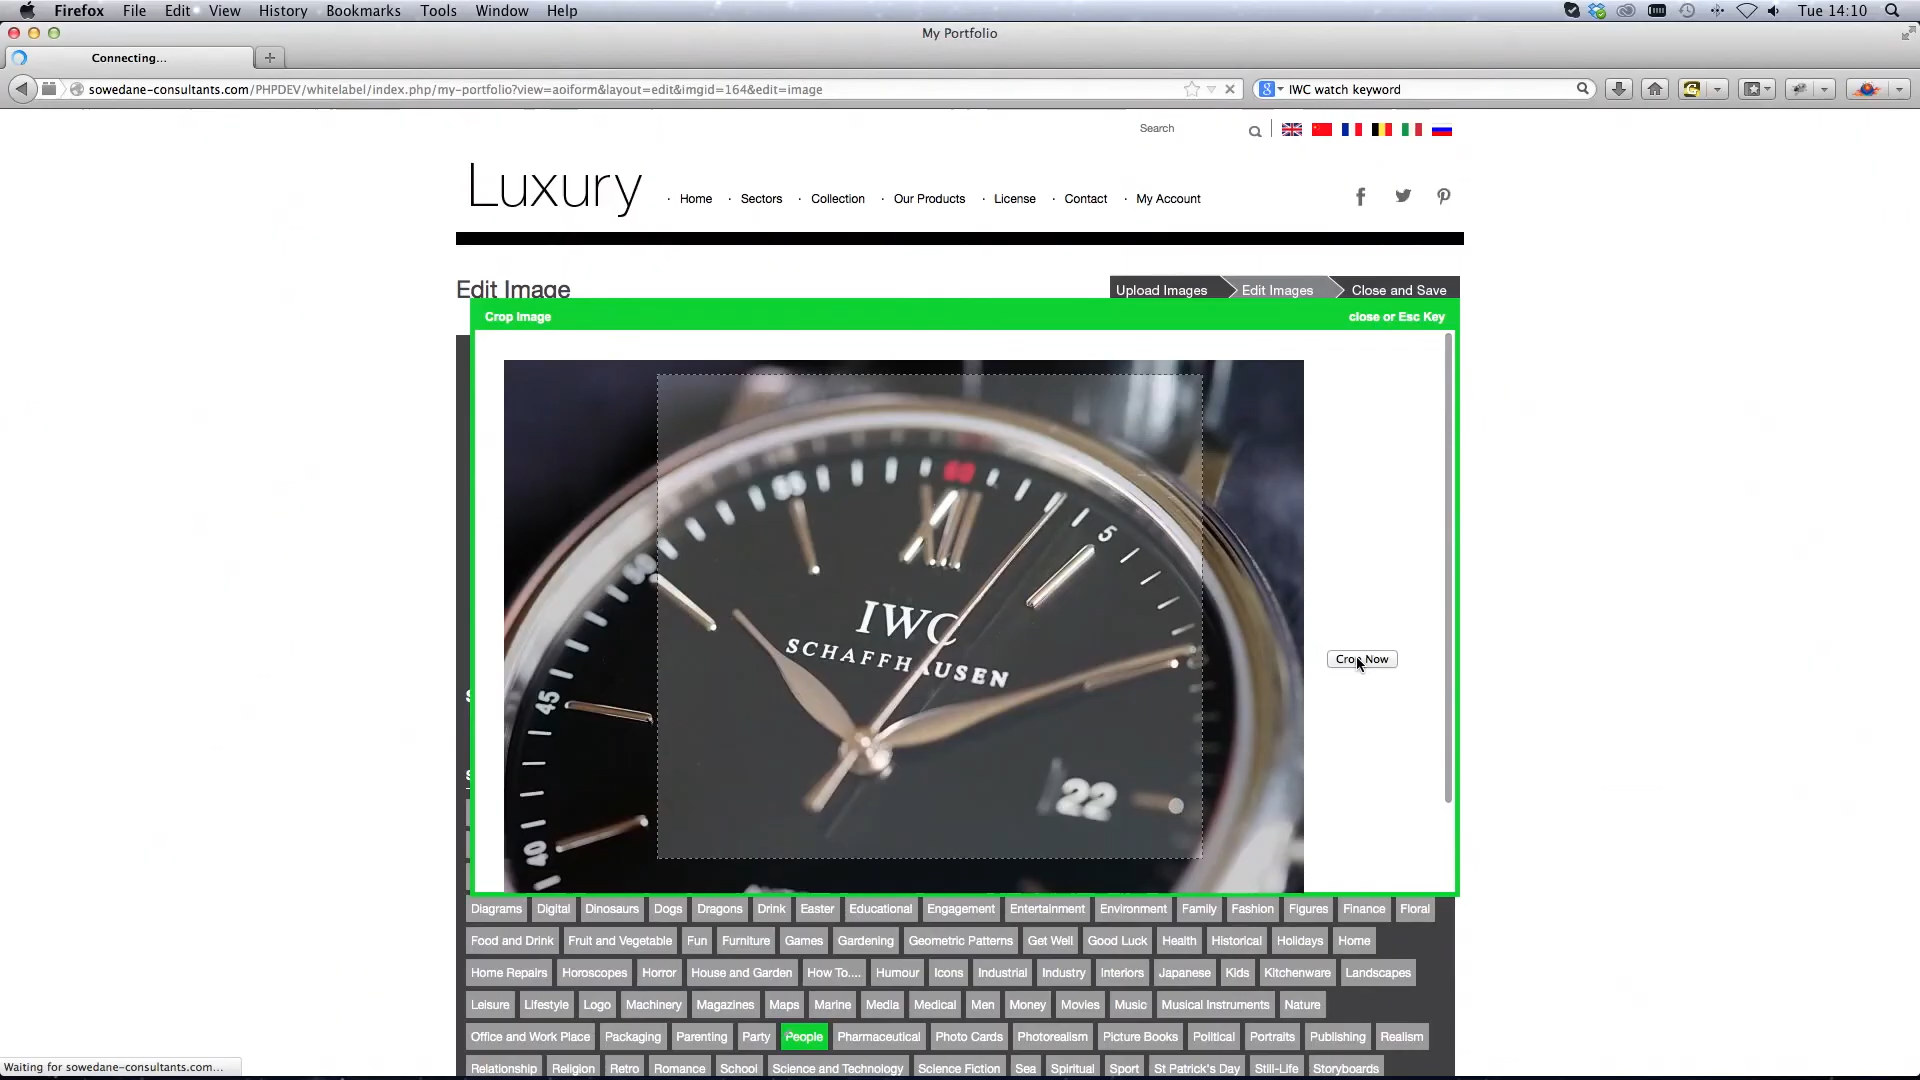 Firefox File Edit View History Bookmarks Tools Window Help Tue 14:10
My Portfolio
Connecting...
sowedane-consultants.com/PHPDEV/whitelabel/index.php/my-portfolio?view=aoiform&layout=edit&imgid=164&edit=image
IWC watch keyword
Search
Luxury
· Home · Sectors · Collection · Our Products · License · Contact · My Account
Edit Image
Upload Images Edit Images Close and Save
Crop Image close or Esc Key
60
55
5
50
XII
IWC
SCHAFFHAUSEN
Crop Now
45
22
40
Diagrams Digital Dinosaurs Dogs Dragons Drink Easter Educational Engagement Entertainment Environment Family Fashion Figures Finance Floral
Food and Drink Fruit and Vegetable Fun Furniture Games Gardening Geometric Patterns Get Well Good Luck Health Historical Holidays Home
Home Repairs Horoscopes Horror House and Garden How To.... Humour Icons Industrial Industry Interiors Japanese Kids Kitchenware Landscapes
Leisure Lifestyle Logo Machinery Magazines Maps Marine Media Medical Men Money Movies Music Musical Instruments Nature
Office and Work Place Packaging Parenting Party People Pharmaceutical Photo Cards Photorealism Picture Books Political Portraits Publishing Realism
Relationship Religion Retro Romance School Science and Technology Science Fiction Sea Spiritual Sport St Patrick's Day Still-Life Storyboards
Waiting for sowedane-consultants.com...